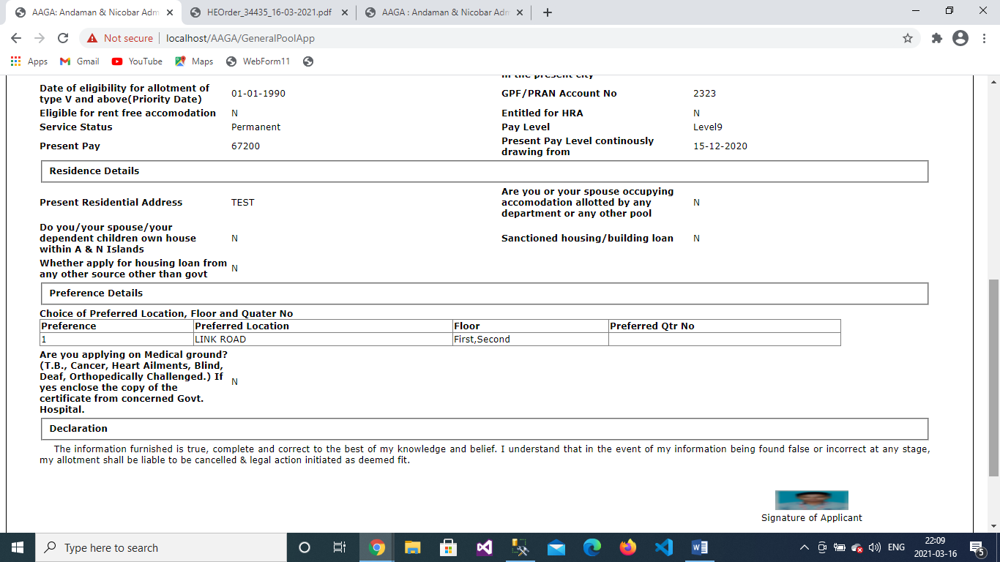 AAGA: Andaman & Nicobar Adm
HEOrder_34435_16-03-2021.pdf
AAGA : Andaman & Nicobar Adm
Not secure
localhost/AAGA/GeneralPoolApp
Apps
Gmail
YouTube
Maps
WebForm11
in the present city
Date of eligibility for allotment of
type V and above(Priority Date)
01-01-1990
GPF/PRAN Account No
2323
Eligible for rent free accomodation
N
Entitled for HRA
N
Service Status
Permanent
Pay Level
Level9
Present Pay
67200
Present Pay Level continously
drawing from
15-12-2020
Residence Details
Present Residential Address
TEST
Are you or your spouse occupying
accomodation allotted by any
department or any other pool
N
Do you/your spouse/your
dependent children own house
within A & N Islands
N
Sanctioned housing/building loan
N
Whether apply for housing loan from
any other source other than govt
N
Preference Details
Choice of Preferred Location, Floor and Quater No
Preference Preferred Location Floor Preferred Qtr No
1 LINK ROAD First,Second
Are you applying on Medical ground?
(T.B., Cancer, Heart Ailments, Blind,
Deaf, Orthopedically Challenged.) If
yes enclose the copy of the
certificate from concerned Govt.
Hospital.
N
Declaration
The information furnished is true, complete and correct to the best of my knowledge and belief. I understand that in the event of my information being found false or incorrect at any stage,
my allotment shall be liable to be cancelled & legal action initiated as deemed fit.
Signature of Applicant
Type here to search
ENG
22:09
2021-03-16
5